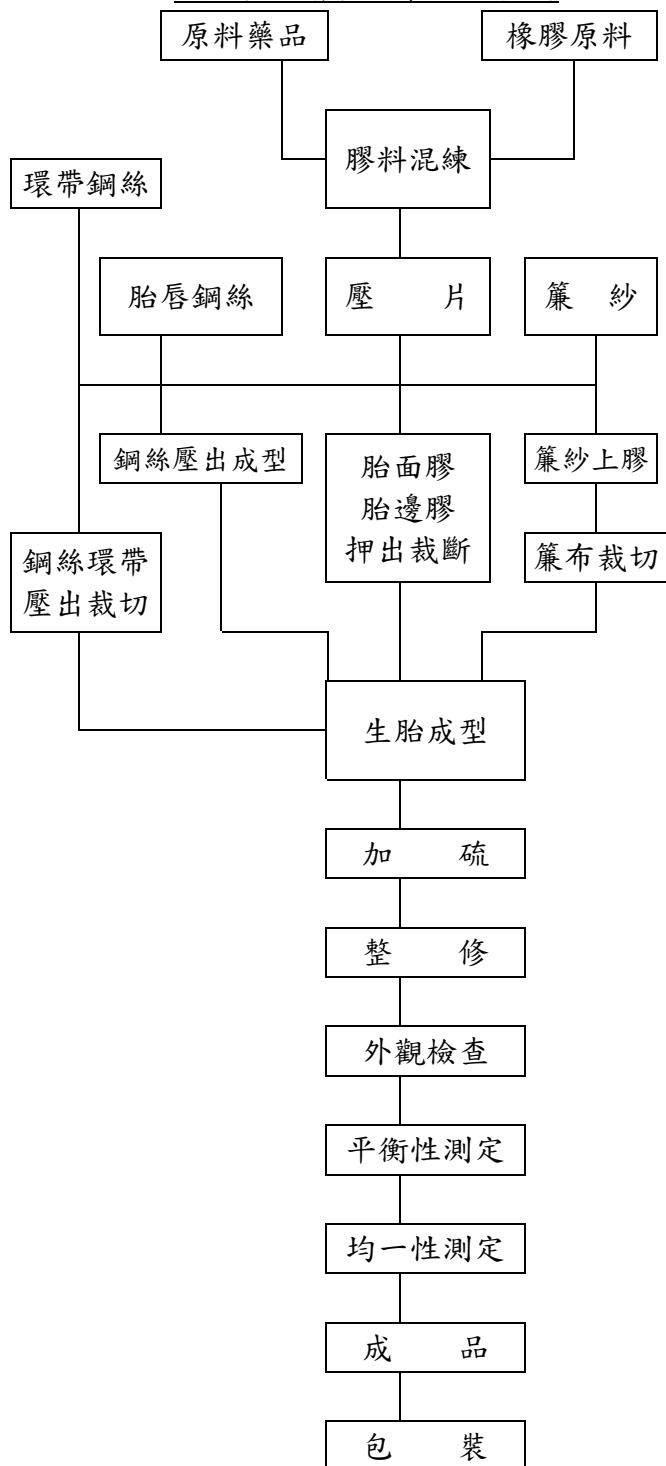 原料藥品
橡膠原料
膠料混練
環帶鋼絲
胎唇鋼絲
壓　　片
簾　紗
鋼絲壓出成型
胎面膠
胎邊膠
押出裁斷
簾紗上膠
鋼絲環帶
壓出裁切
簾布裁切
生胎成型
加　　硫
整　　修
外觀檢查
平衡性測定
均一性測定
成　　品
包　　裝